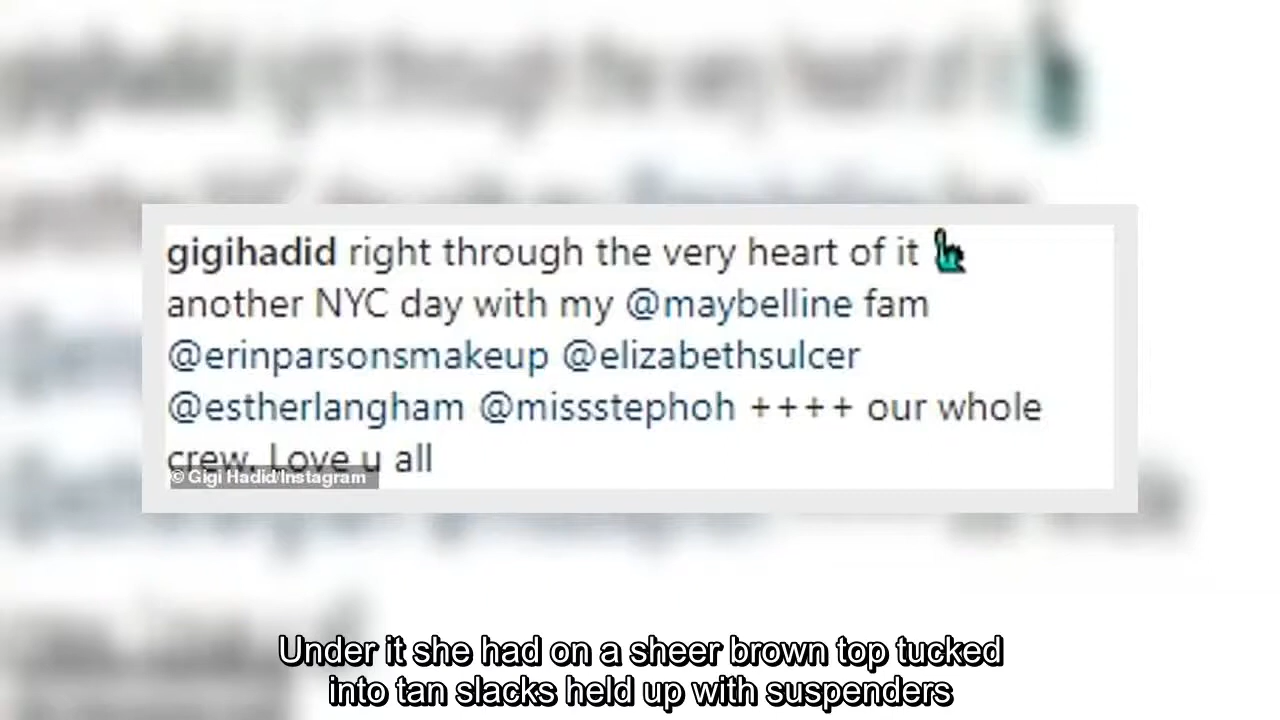 gigihadid right through the very heart of it
another NYC day with my @maybelline fam
@erinparsonsmakeup @elizabethsulcer
@estherlangham @missstephoh ++++ our whole
crew. Love u all
© Gigi Hadid/Instagram
Under it she had on a sheer brown top tucked
into tan slacks held up with suspenders